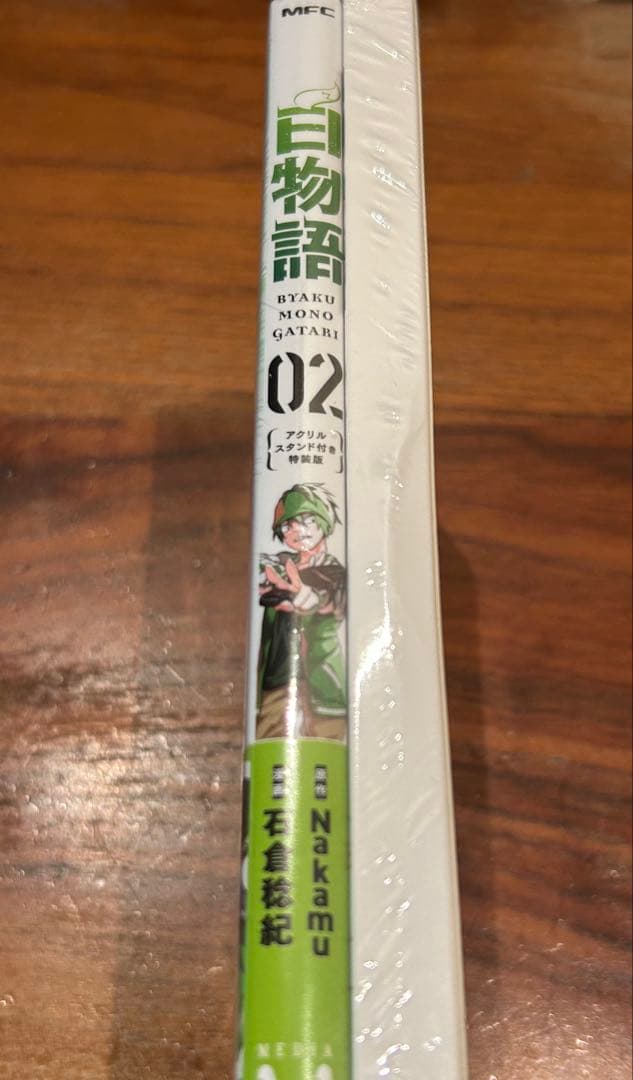 MFC
白物語
BYAKU
MONO
GATARI
02
アクリル
スタンド付き
特装版
原作
Nakamu
漫画
石倉稔紀
MEDIA